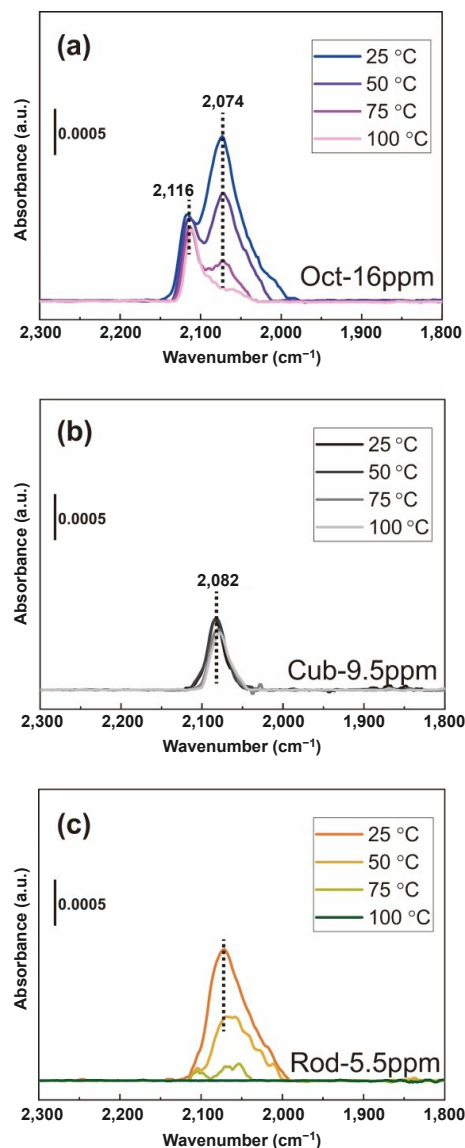 (a)
25 °C
50 °C
75 °C
100 °C
2,074
2,116
0.0005
Oct-16ppm
Absorbance (a.u.)
2,300 2,200 2,100 2,000 1,900 1,800
Wavenumber (cm⁻¹)
(b)
25 °C
50 °C
75 °C
100 °C
0.0005
2,082
Cub-9.5ppm
Absorbance (a.u.)
2,300 2,200 2,100 2,000 1,900 1,800
Wavenumber (cm⁻¹)
(c)
25 °C
50 °C
75 °C
100 °C
0.0005
Rod-5.5ppm
Absorbance (a.u.)
2,300 2,200 2,100 2,000 1,900 1,800
Wavenumber (cm⁻¹)